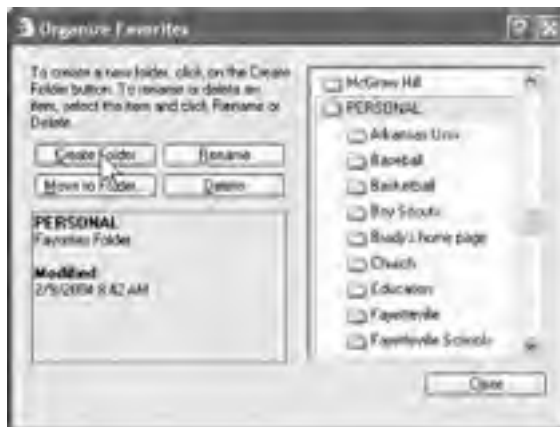 Organize Favorites
To create a new folder, click on the Create
Folder button. To rename or delete an
item, select the item and click Rename or
Delete.
Create Folder
Rename
Move to Folder...
Delete
PERSONAL
Favorites Folder
Modified:
2/9/2004 8:42 AM
McGraw Hill
PERSONAL
Arkansas Univ
Baseball
Basketball
Boy Scouts
Brady's home page
Church
Education
Fayetteville
Fayetteville Schools
Close